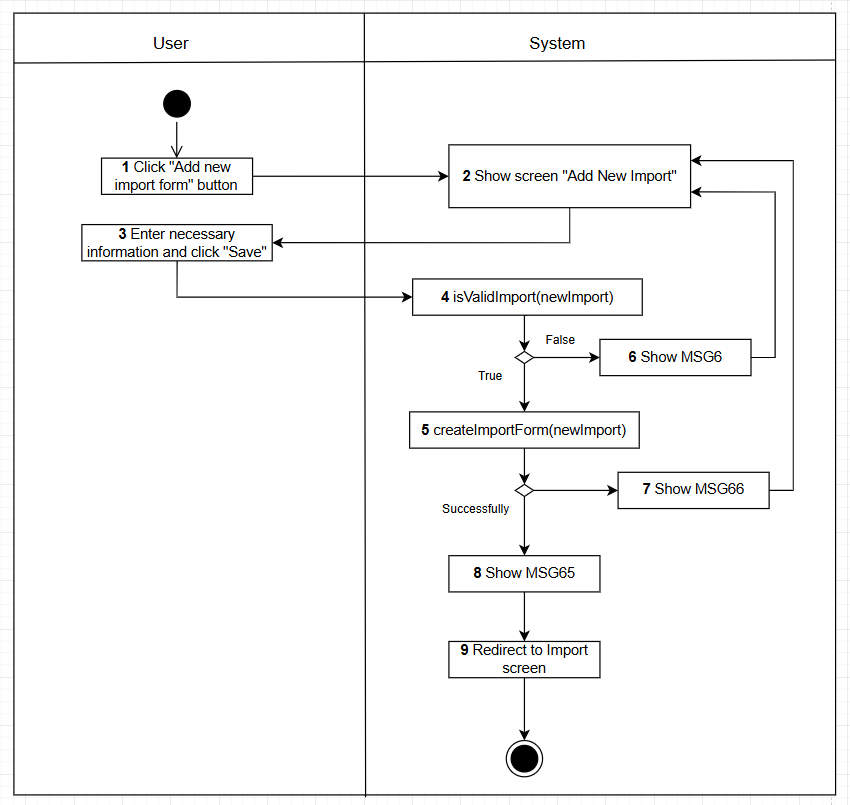 User
System
1 Click "Add new
import form" button
2 Show screen "Add New Import"
3 Enter necessary
information and click "Save"
4 isValidImport(newImport)
False
6 Show MSG6
True
5 createImportForm(newImport)
7 Show MSG66
Successfully
8 Show MSG65
9 Redirect to Import
screen